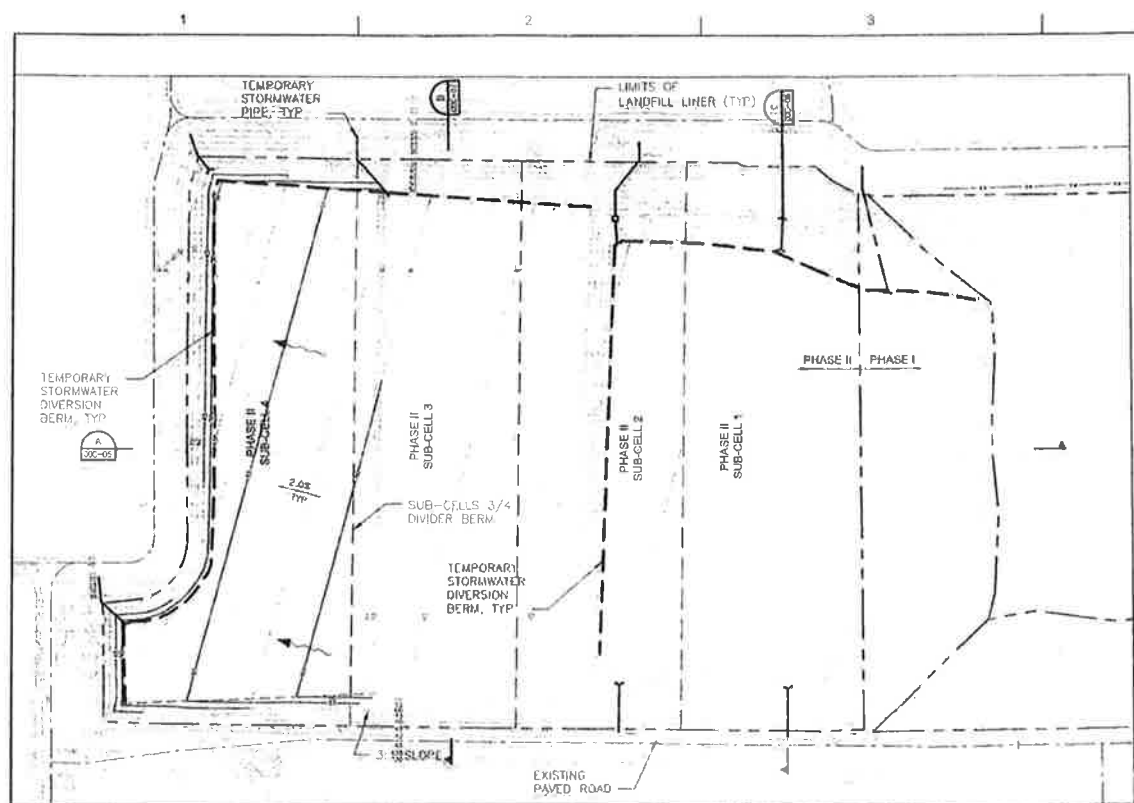 1 2 3
TEMPORARY
STORMWATER
PIPE, TYP
LIMITS OF
LANDFILL LINER (TYP)
TEMPORARY
STORMWATER
DIVERSION
BERM, TYP
A
30C-05
PHASE II
SUB-CELL 4
2.0%
TYP
PHASE II
SUB-CELL 3
SUB-CELLS 3/4
DIVIDER BERM
PHASE II
SUB-CELL 2
PHASE II
SUB-CELL 1
PHASE II
PHASE I
TEMPORARY
STORMWATER
DIVERSION
BERM, TYP
SLOPE
EXISTING
PAVED ROAD